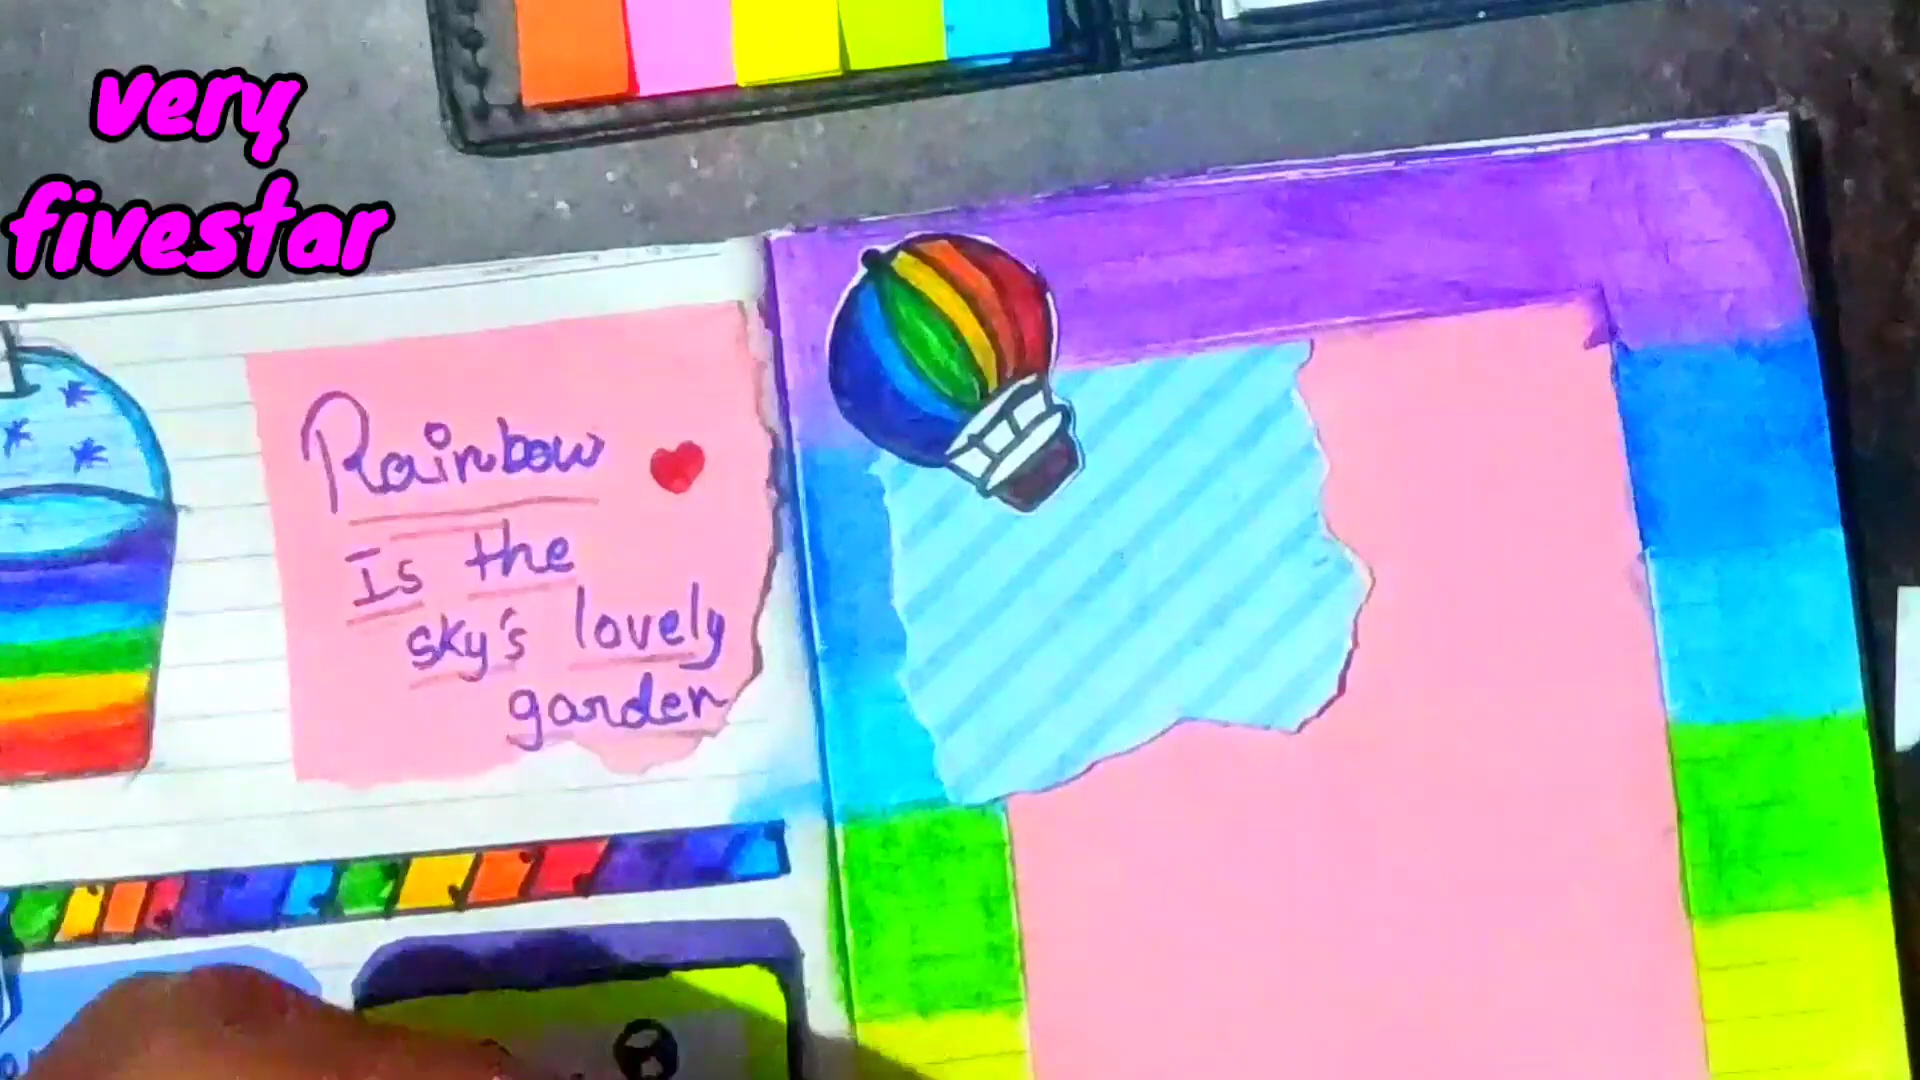 very
fivestar
Rainbow
Is the
sky's lovely
garden